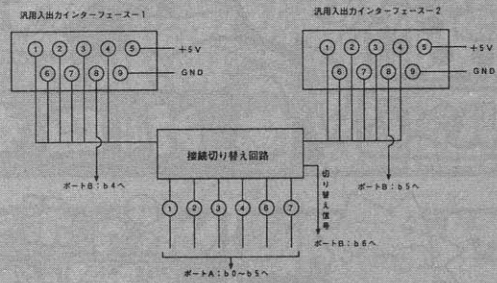 汎用入出力インターフェースー1
汎用入出力インターフェースー2
1 2 3 4 5
+5V
6 7 8 9
GND
1 2 3 4 5
+5V
6 7 8 9
GND
接続切り替え回路
ポートB:b4へ
切り替え信号
ポートB:b5へ
1 2 3 4 6 7
ポートB:b6へ
ポートA:b0〜b5へ